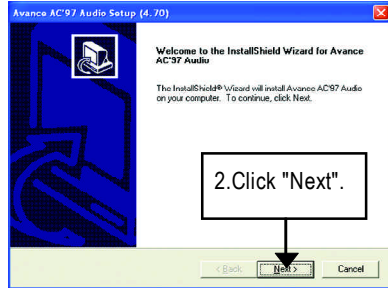 Avance AC'97 Audio Setup (4.70)
Welcome to the InstallShield Wizard for Avance
AC'97 Audio
The InstallShield® Wizard will install Avance AC'97 Audio
on your computer. To continue, click Next.
2.Click "Next".
< Back
Next >
Cancel